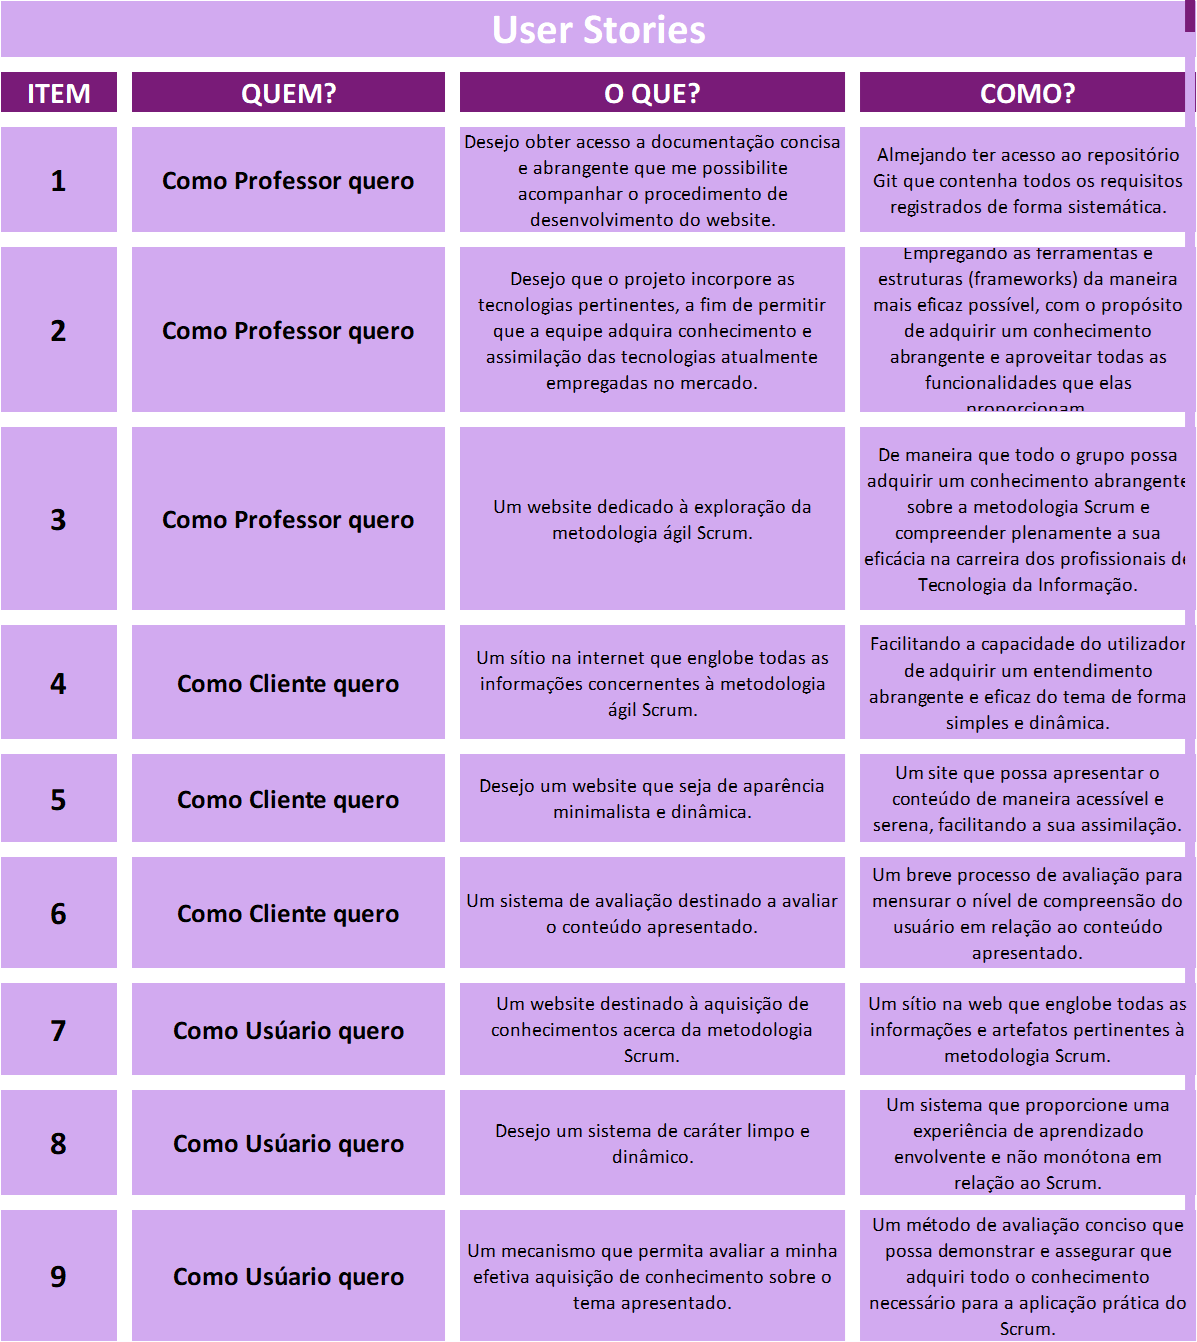 User Stories
ITEM QUEM? O QUE? COMO?
1
Como Professor quero
Desejo obter acesso a documentação concisa
e abrangente que me possibilite
acompanhar o procedimento de
desenvolvimento do website.
Almejando ter acesso ao repositório
Git que contenha todos os requisitos
registrados de forma sistemática.
2
Como Professor quero
Desejo que o projeto incorpore as
tecnologias pertinentes, a fim de permitir
que a equipe adquira conhecimento e
assimilação das tecnologias atualmente
empregadas no mercado.
Empregando as ferramentas e
estruturas (frameworks) da maneira
mais eficaz possível, com o propósito
de adquirir um conhecimento
abrangente e aproveitar todas as
funcionalidades que elas
proporcionam
3
Como Professor quero
Um website dedicado à exploração da
metodologia ágil Scrum.
De maneira que todo o grupo possa
adquirir um conhecimento abrangente
sobre a metodologia Scrum e
compreender plenamente a sua
eficácia na carreira dos profissionais de
Tecnologia da Informação.
4
Como Cliente quero
Um sítio na internet que englobe todas as
informações concernentes à metodologia
ágil Scrum.
Facilitando a capacidade do utilizador
de adquirir um entendimento
abrangente e eficaz do tema de forma
simples e dinâmica.
5
Como Cliente quero
Desejo um website que seja de aparência
minimalista e dinâmica.
Um site que possa apresentar o
conteúdo de maneira acessível e
serena, facilitando a sua assimilação.
6
Como Cliente quero
Um sistema de avaliação destinado a avaliar
o conteúdo apresentado.
Um breve processo de avaliação para
mensurar o nível de compreensão do
usuário em relação ao conteúdo
apresentado.
7
Como Usúario quero
Um website destinado à aquisição de
conhecimentos acerca da metodologia
Scrum.
Um sítio na web que englobe todas as
informações e artefatos pertinentes à
metodologia Scrum.
8
Como Usúario quero
Desejo um sistema de caráter limpo e
dinâmico.
Um sistema que proporcione uma
experiência de aprendizado
envolvente e não monótona em
relação ao Scrum.
9
Como Usúario quero
Um mecanismo que permita avaliar a minha
efetiva aquisição de conhecimento sobre o
tema apresentado.
Um método de avaliação conciso que
possa demonstrar e assegurar que
adquiri todo o conhecimento
necessário para a aplicação prática do
Scrum.